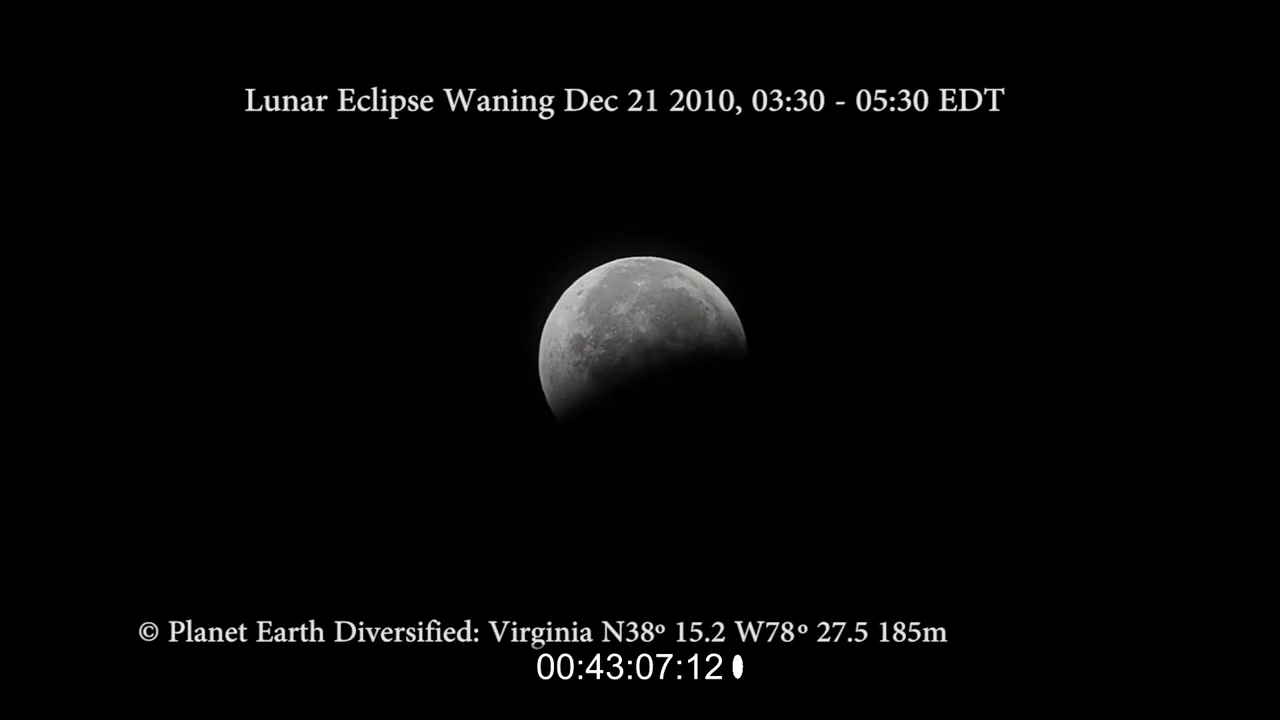 Lunar Eclipse Waning Dec 21 2010, 03:30 - 05:30 EDT
© Planet Earth Diversified: Virginia N38º 15.2 W78º 27.5 185m
00:43:07:12